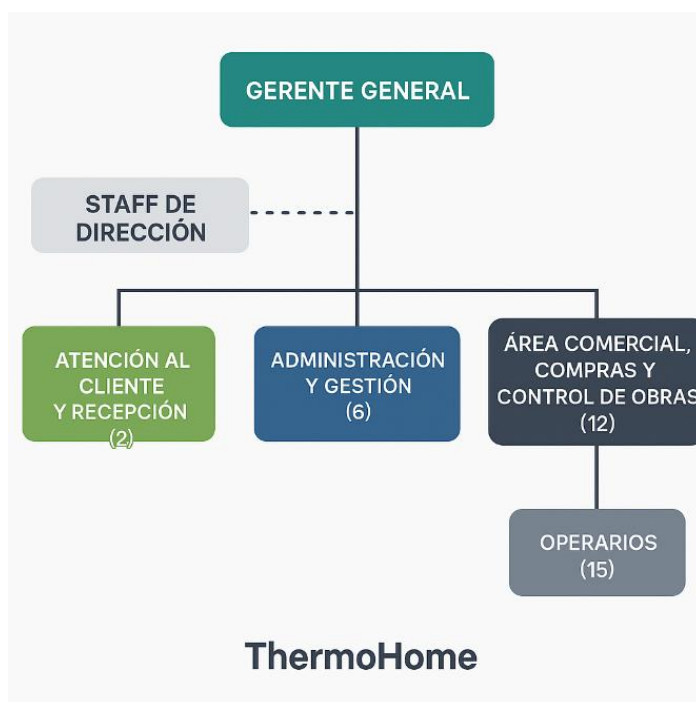 GERENTE GENERAL
STAFF DE
DIRECCIÓN
ATENCIÓN AL
CLIENTE
Y RECEPCIÓN
(2)
ADMINISTRACIÓN
Y GESTIÓN
(6)
ÁREA COMERCIAL,
COMPRAS Y
CONTROL DE OBRAS
(12)
OPERARIOS
(15)
ThermoHome